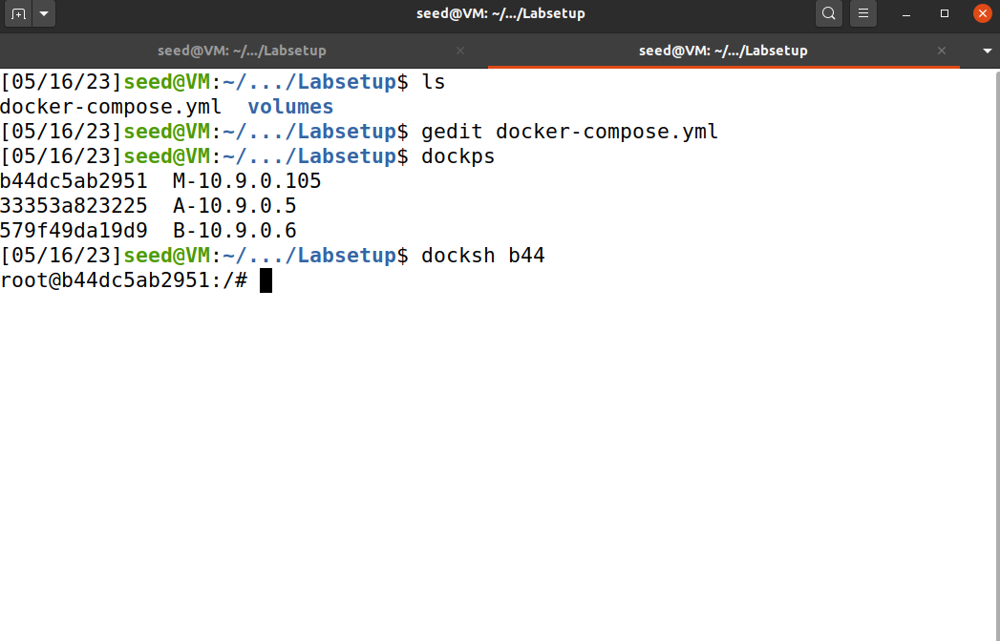 seed@VM: ~/.../Labsetup
seed@VM: ~/.../Labsetup
seed@VM: ~/.../Labsetup
[05/16/23]seed@VM:~/.../Labsetup$ ls
docker-compose.yml  volumes
[05/16/23]seed@VM:~/.../Labsetup$ gedit docker-compose.yml
[05/16/23]seed@VM:~/.../Labsetup$ dockps
b44dc5ab2951  M-10.9.0.105
33353a823225  A-10.9.0.5
579f49da19d9  B-10.9.0.6
[05/16/23]seed@VM:~/.../Labsetup$ docksh b44
root@b44dc5ab2951:/#